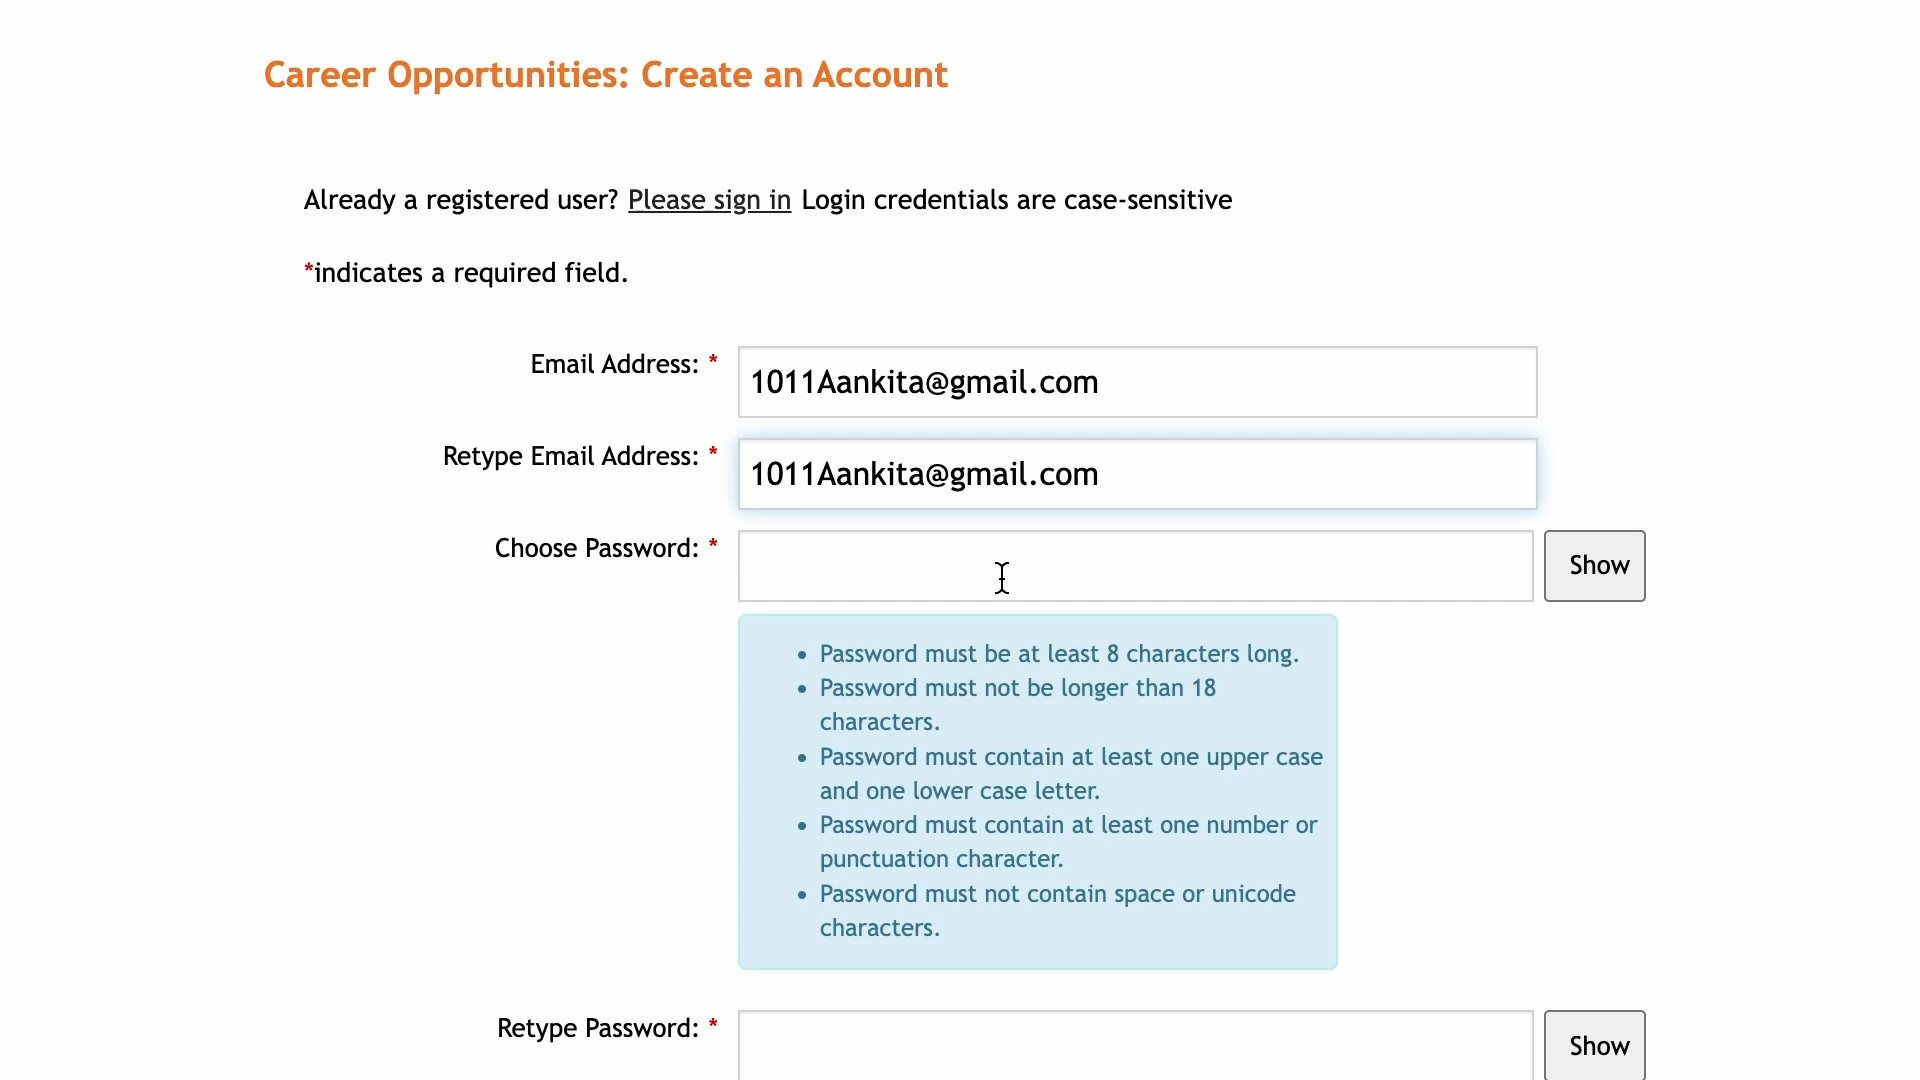 Career Opportunities: Create an Account
Already a registered user? Please sign in Login credentials are case-sensitive
*indicates a required field.
Email Address: *
1011Aankita@gmail.com
Retype Email Address: *
1011Aankita@gmail.com
Choose Password: *
Show
• Password must be at least 8 characters long.
• Password must not be longer than 18
characters.
• Password must contain at least one upper case
and one lower case letter.
• Password must contain at least one number or
punctuation character.
• Password must not contain space or unicode
characters.
Retype Password: *
Show